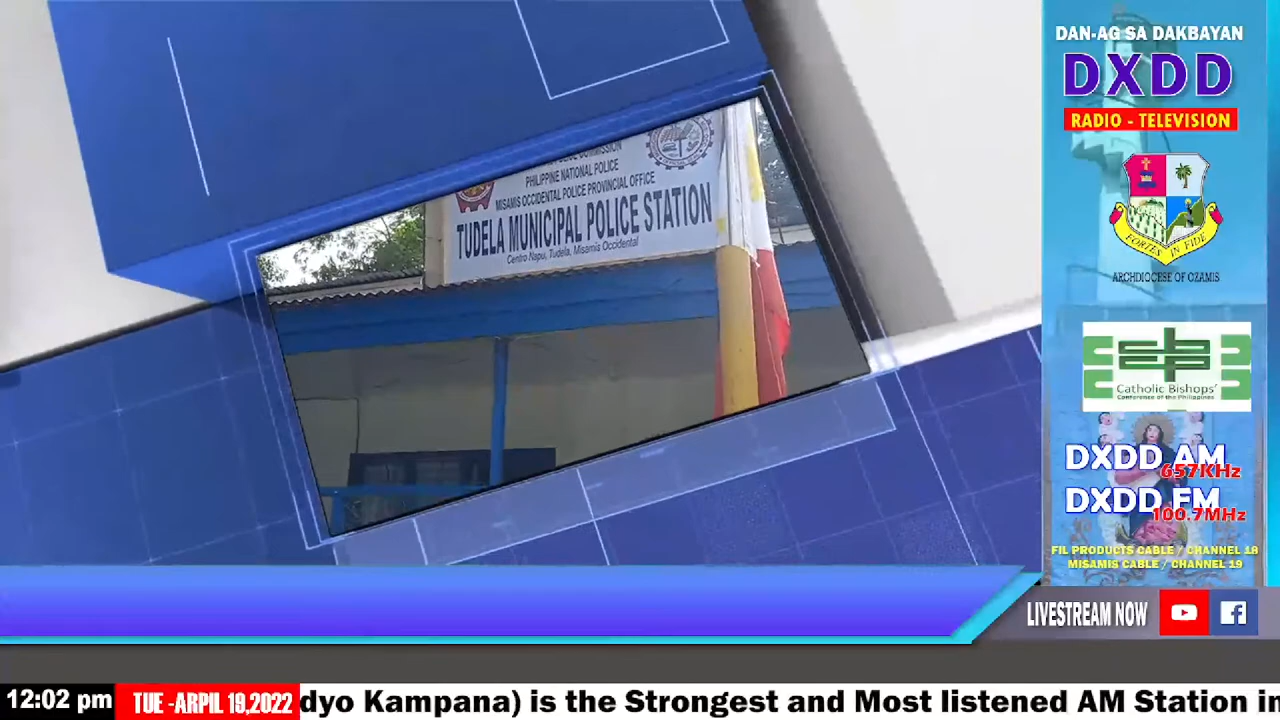 PHILIPPINE NATIONAL POLICE
MISAMIS OCCIDENTAL POLICE PROVINCIAL OFFICE
TUDELA MUNICIPAL POLICE STATION
Centro Napu, Tudela, Misamis Occidental
DAN-AG SA DAKBAYAN
DXDD
RADIO - TELEVISION
FORTES IN FIDE
ARCHDIOCESE OF OZAMIS
cbcp
Catholic Bishops'
Conference of the Philippines
DXDD AM
657KHz
DXDD FM
100.7MHz
FIL PRODUCTS CABLE / CHANNEL 18
MISAMIS CABLE / CHANNEL 19
LIVESTREAM NOW
12:02 pm TUE -ARPIL 19,2022 dyo Kampana) is the Strongest and Most listened AM Station in